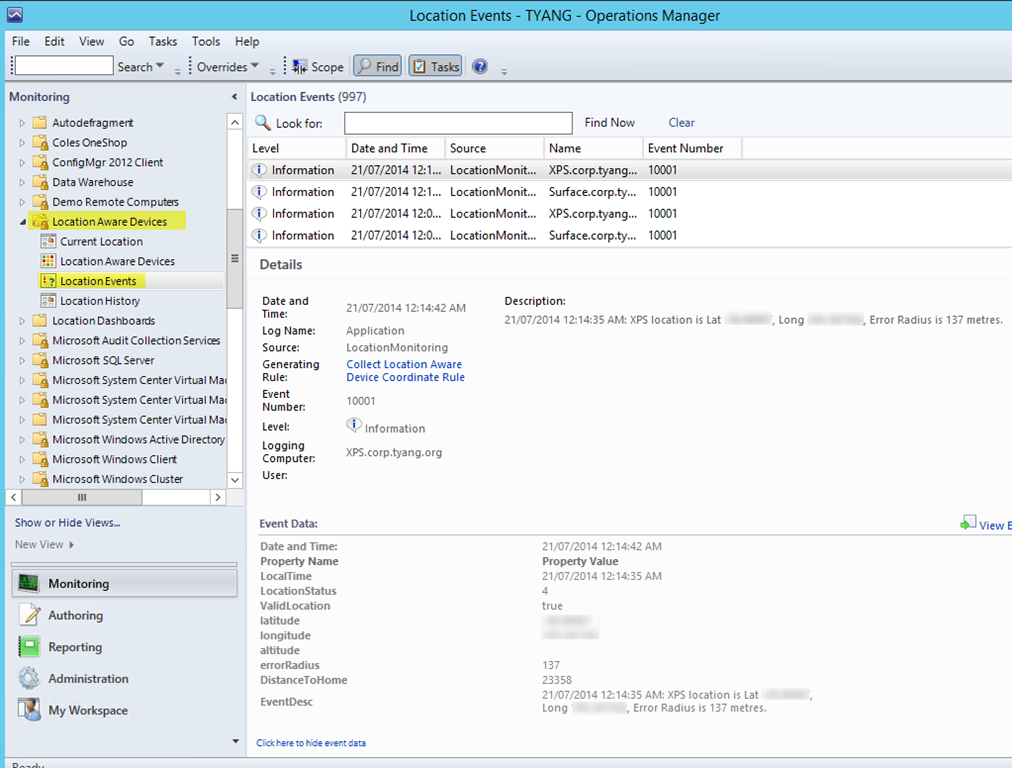 Location Events - TYANG - Operations Manager
File Edit View Go Tasks Tools Help
Search Overrides Scope Find Tasks
Monitoring
Autodefragment
Coles OneShop
ConfigMgr 2012 Client
Data Warehouse
Demo Remote Computers
Location Aware Devices
Current Location
Location Aware Devices
Location Events
Location History
Location Dashboards
Microsoft Audit Collection Services
Microsoft SQL Server
Microsoft System Center Virtual Mac
Microsoft System Center Virtual Mac
Microsoft System Center Virtual Mac
Microsoft Windows Active Directory
Microsoft Windows Client
Microsoft Windows Cluster
Show or Hide Views...
New View
Monitoring
Authoring
Reporting
Administration
My Workspace
Ready
Location Events (997)
Look for: Find Now Clear
Level Date and Time Source Name Event Number
Information 21/07/2014 12:1... LocationMonit... XPS.corp.tyang... 10001
Information 21/07/2014 12:1... LocationMonit... Surface.corp.ty... 10001
Information 21/07/2014 12:0... LocationMonit... XPS.corp.tyang... 10001
Information 21/07/2014 12:0... LocationMonit... Surface.corp.ty... 10001
Details
Date and
Time: 21/07/2014 12:14:42 AM
Log Name: Application
Source: LocationMonitoring
Generating
Rule: Collect Location Aware
Device Coordinate Rule
Event
Number: 10001
Level: Information
Logging
Computer: XPS.corp.tyang.org
User:
Description:
21/07/2014 12:14:35 AM: XPS location is Lat , Long , Error Radius is 137 metres.
Event Data:
View E
Date and Time: 21/07/2014 12:14:42 AM
Property Name Property Value
LocalTime 21/07/2014 12:14:35 AM
LocationStatus 4
ValidLocation true
latitude
longitude
altitude
errorRadius 137
DistanceToHome 23358
EventDesc 21/07/2014 12:14:35 AM: XPS location is Lat ,
Long , Error Radius is 137 metres.
Click here to hide event data